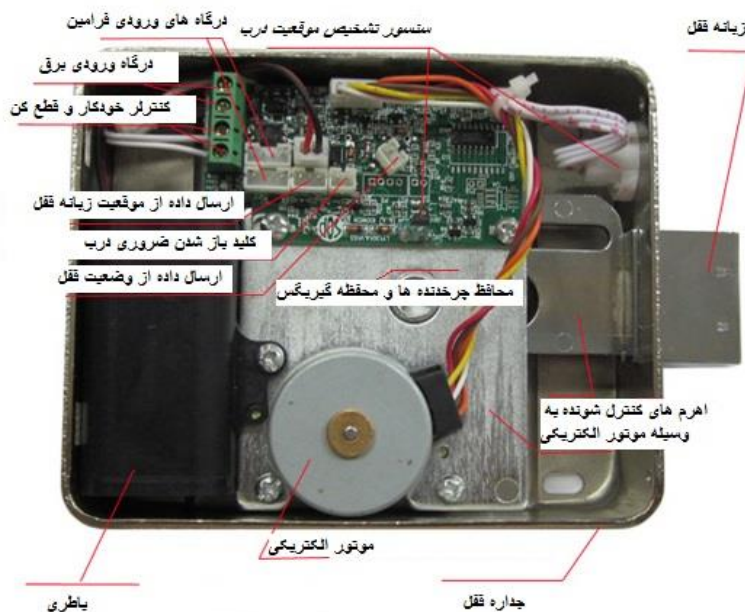 درگاه های ورودی فرامین
سنسور تشخیص موقعیت درب
زبانه قفل
درگاه ورودی برق
کنترلر خودکار و قطع کن
ارسال داده از موقعیت زبانه قفل
کلید باز شدن ضروری درب
ارسال داده از وضعیت قفل
محافظ چرخدنده ها و محفظه گیربگس
اهرم های کنترل شونده به
وسیله موتور الکتریکی
موتور الکتریکی
باطری
جداره قفل